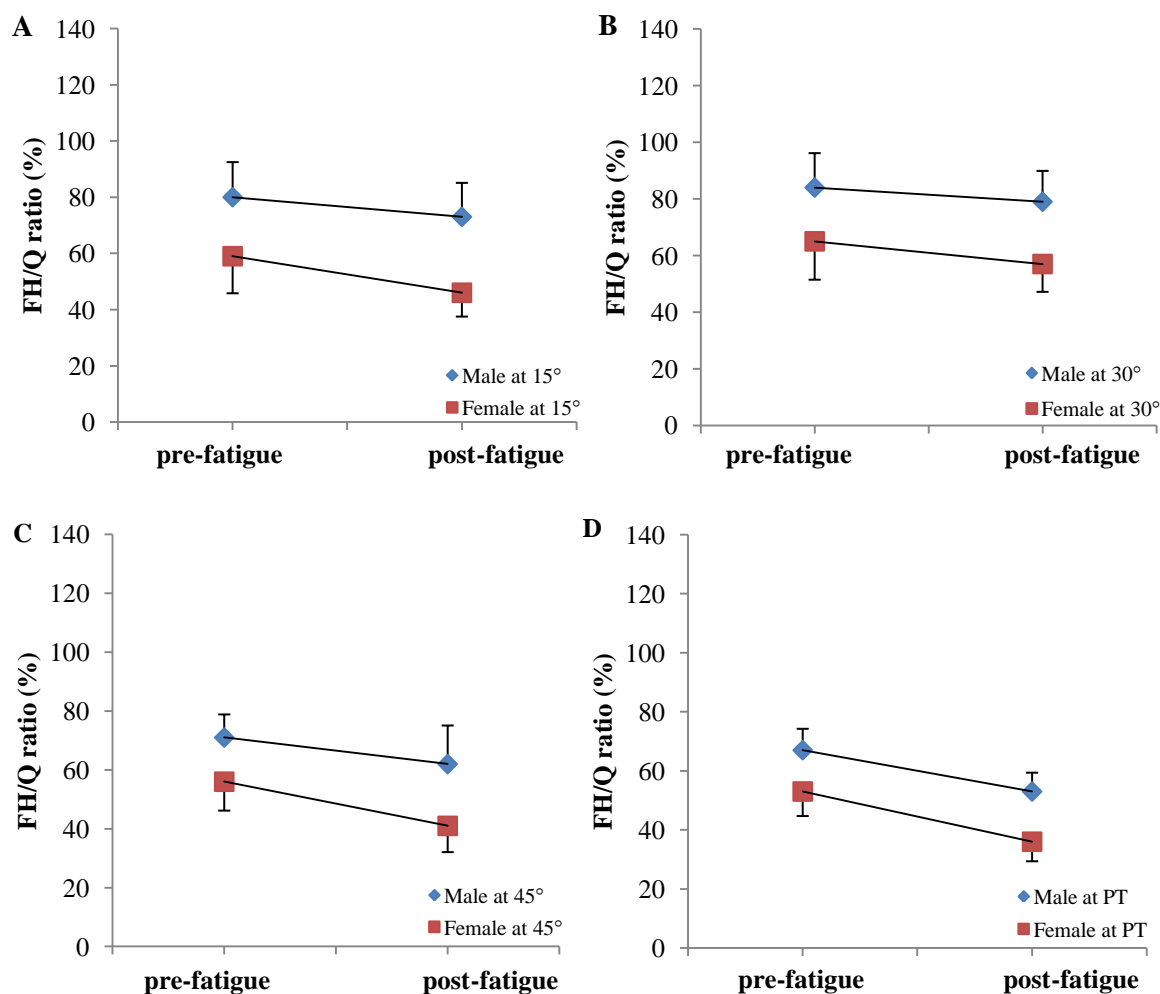 A
140
120
100
80
60
40
20
0
FH/Q ratio (%)
Male at 15°
Female at 15°
pre-fatigue post-fatigue
B
140
120
100
80
60
40
20
0
FH/Q ratio (%)
Male at 30°
Female at 30°
pre-fatigue post-fatigue
C
140
120
100
80
60
40
20
0
FH/Q ratio (%)
Male at 45°
Female at 45°
pre-fatigue post-fatigue
D
140
120
100
80
60
40
20
0
FH/Q ratio (%)
Male at PT
Female at PT
pre-fatigue post-fatigue